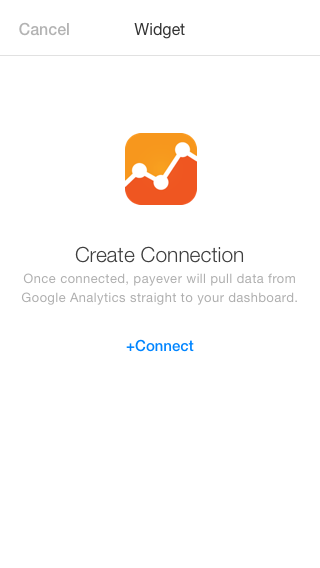 Cancel Widget
Create Connection
Once connected, payever will pull data from
Google Analytics straight to your dashboard.
+Connect